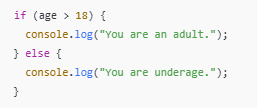 if (age > 18) {
  console.log("You are an adult.");
} else {
  console.log("You are underage.");
}